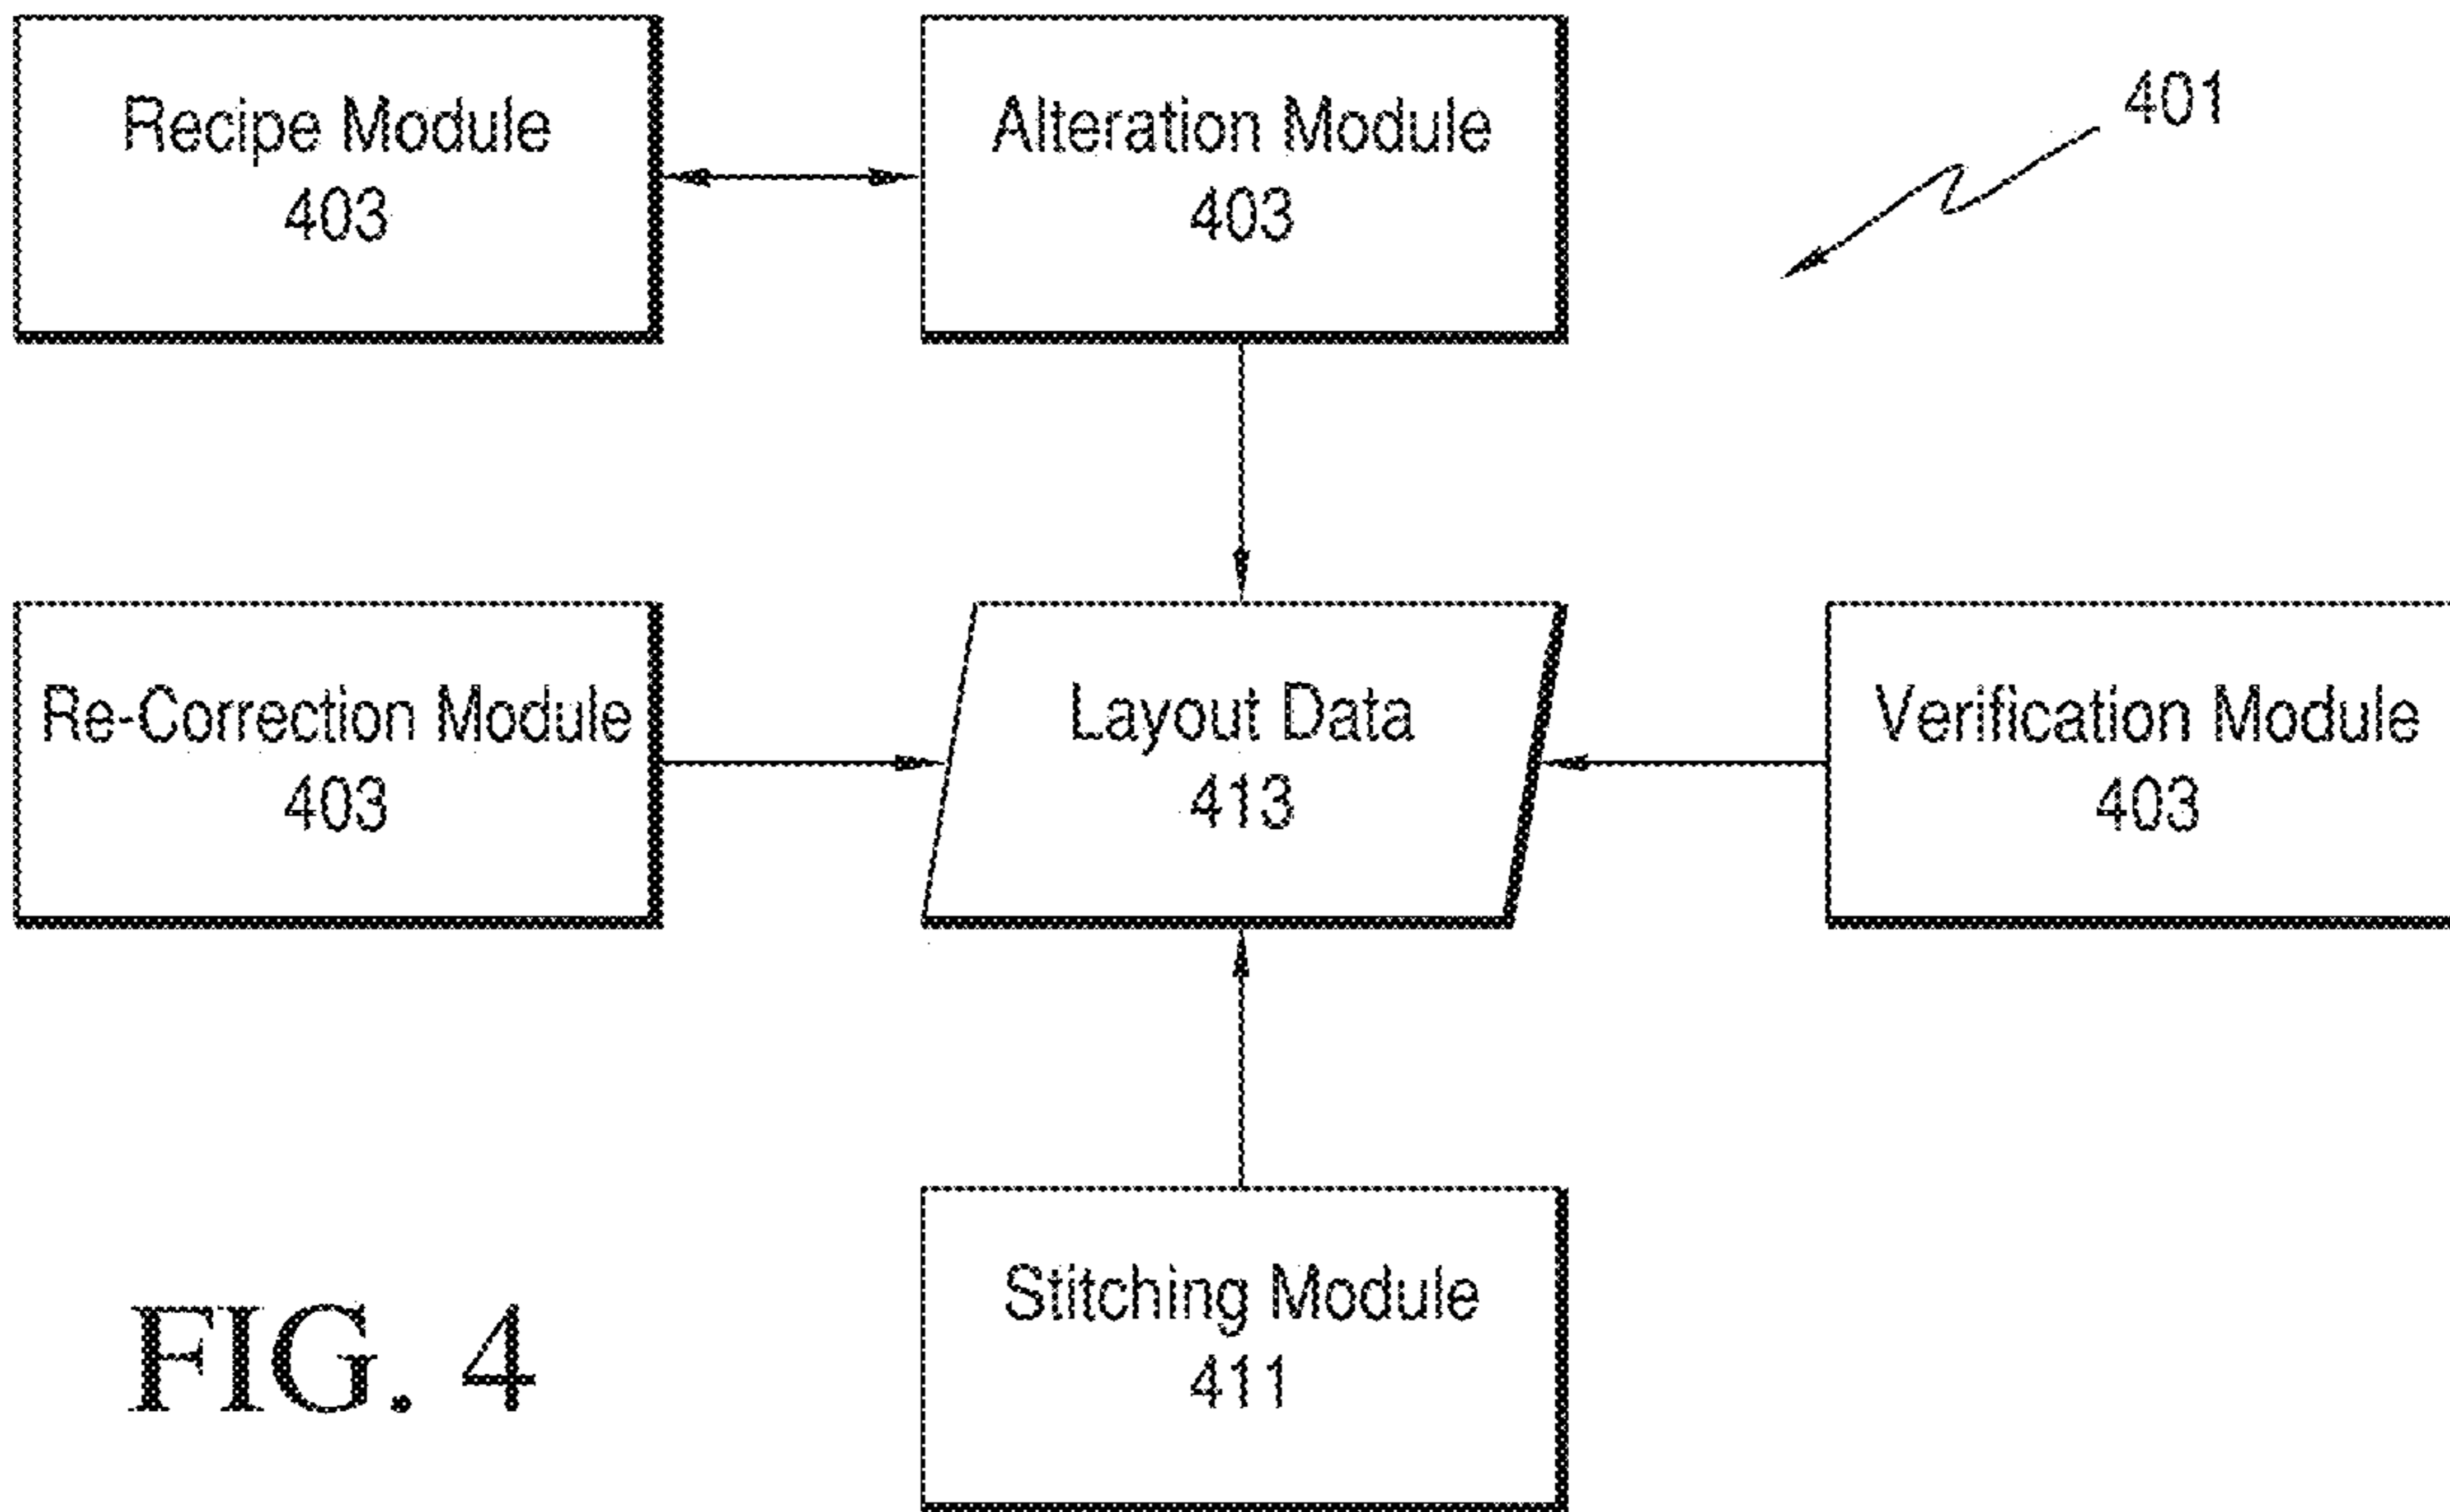 Recipe Module
403
Alteration Module
403
401
Re-Correction Module
403
Layout Data
413
Verification Module
403
Stitching Module
411
FIG. 4